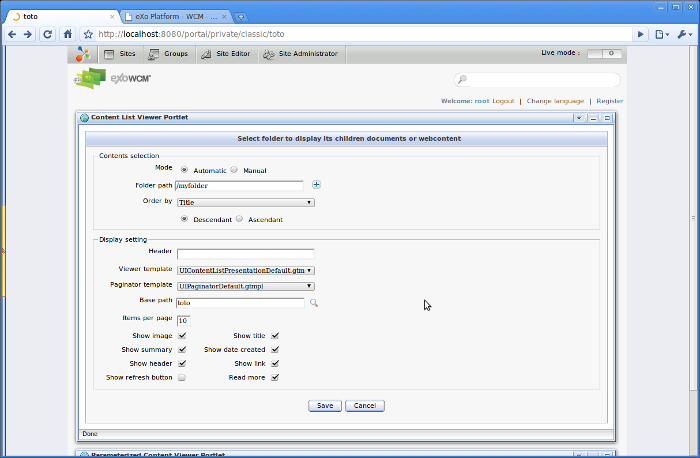 toto
eXo Platform - WCM - ...
http://localhost:8080/portal/private/classic/toto
Sites Groups Site Editor Site Administrator Live mode :
exo WCM
Welcome: root Logout | Change language | Register
Content List Viewer Portlet
Select folder to display its children documents or webcontent
Contents selection
Mode Automatic Manual
Folder path /myfolder
Order by Title
Descendant Ascendant
Display setting
Header
Viewer template UIContentListPresentationDefault.gtm
Paginator template UIPaginatorDefault.gtmpl
Base path toto
Items per page 10
Show image Show title
Show summary Show date created
Show header Show link
Show refresh button Read more
Save Cancel
Done
Parameterized Content Viewer Portlet